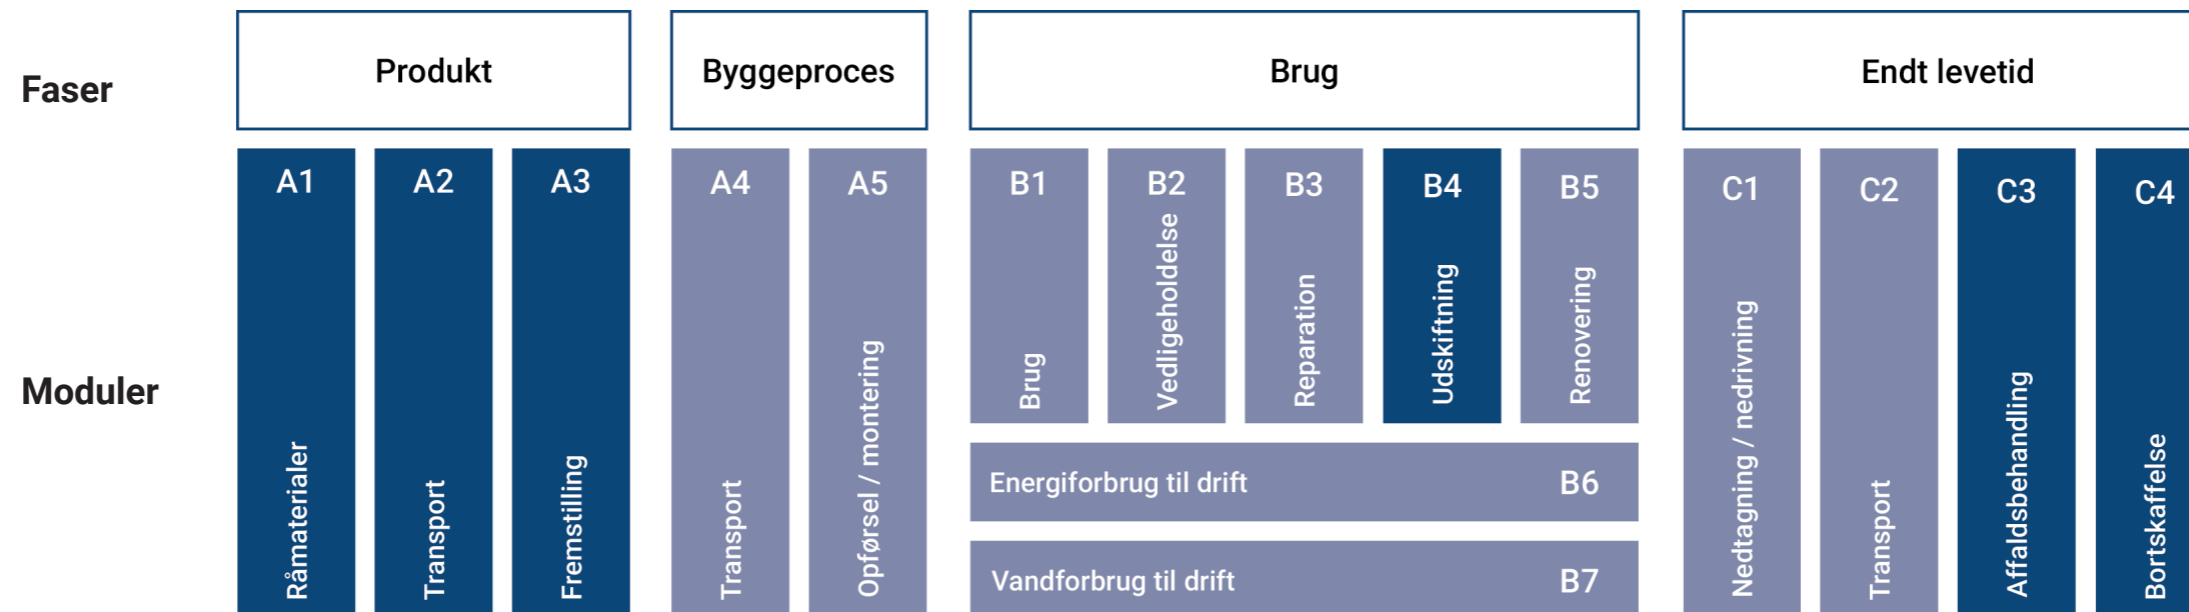 Faser
Produkt
Byggeproces
Brug
Endt levetid
Moduler
A1
Råmaterialer
A2
Transport
A3
Fremstilling
A4
Transport
A5
Opførsel / montering
B1
Brug
B2
Vedligeholdelse
B3
Reparation
B4
Udskiftning
B5
Renovering
Energiforbrug til drift B6
Vandforbrug til drift B7
C1
Nedtagning / nedrivning
C2
Transport
C3
Affaldsbehandling
C4
Bortskaffelse